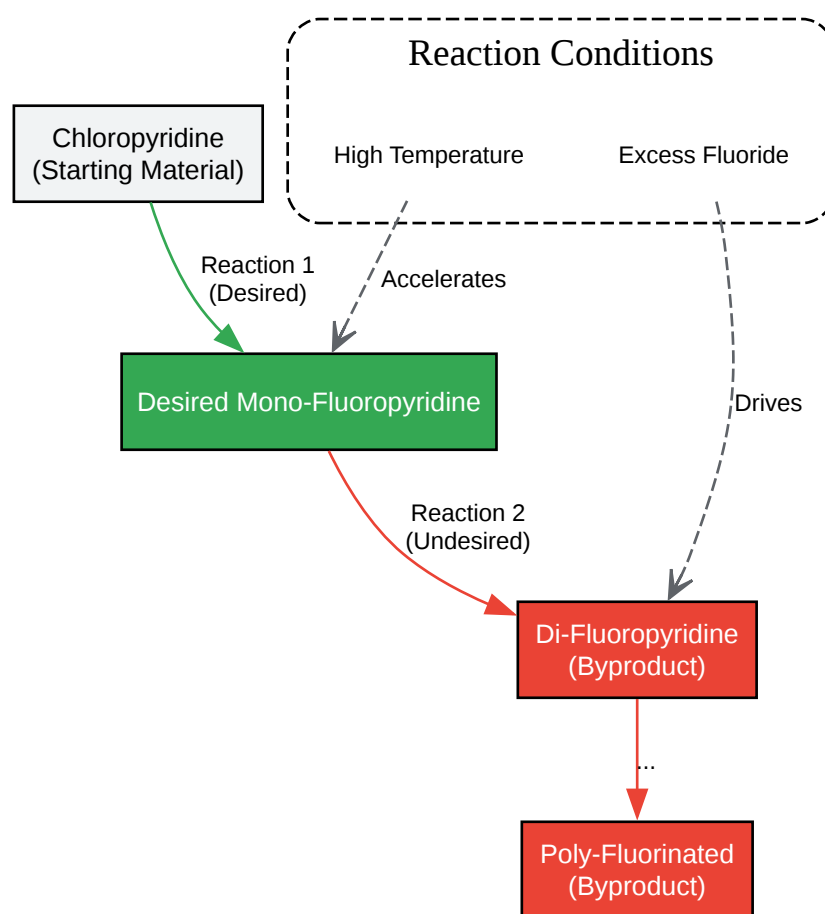 Reaction Conditions
Chloropyridine
(Starting Material)
High Temperature
Excess Fluoride
Reaction 1
(Desired)
Accelerates
Desired Mono-Fluoropyridine
Drives
Reaction 2
(Undesired)
Di-Fluoropyridine
(Byproduct)
...
Poly-Fluorinated
(Byproduct)